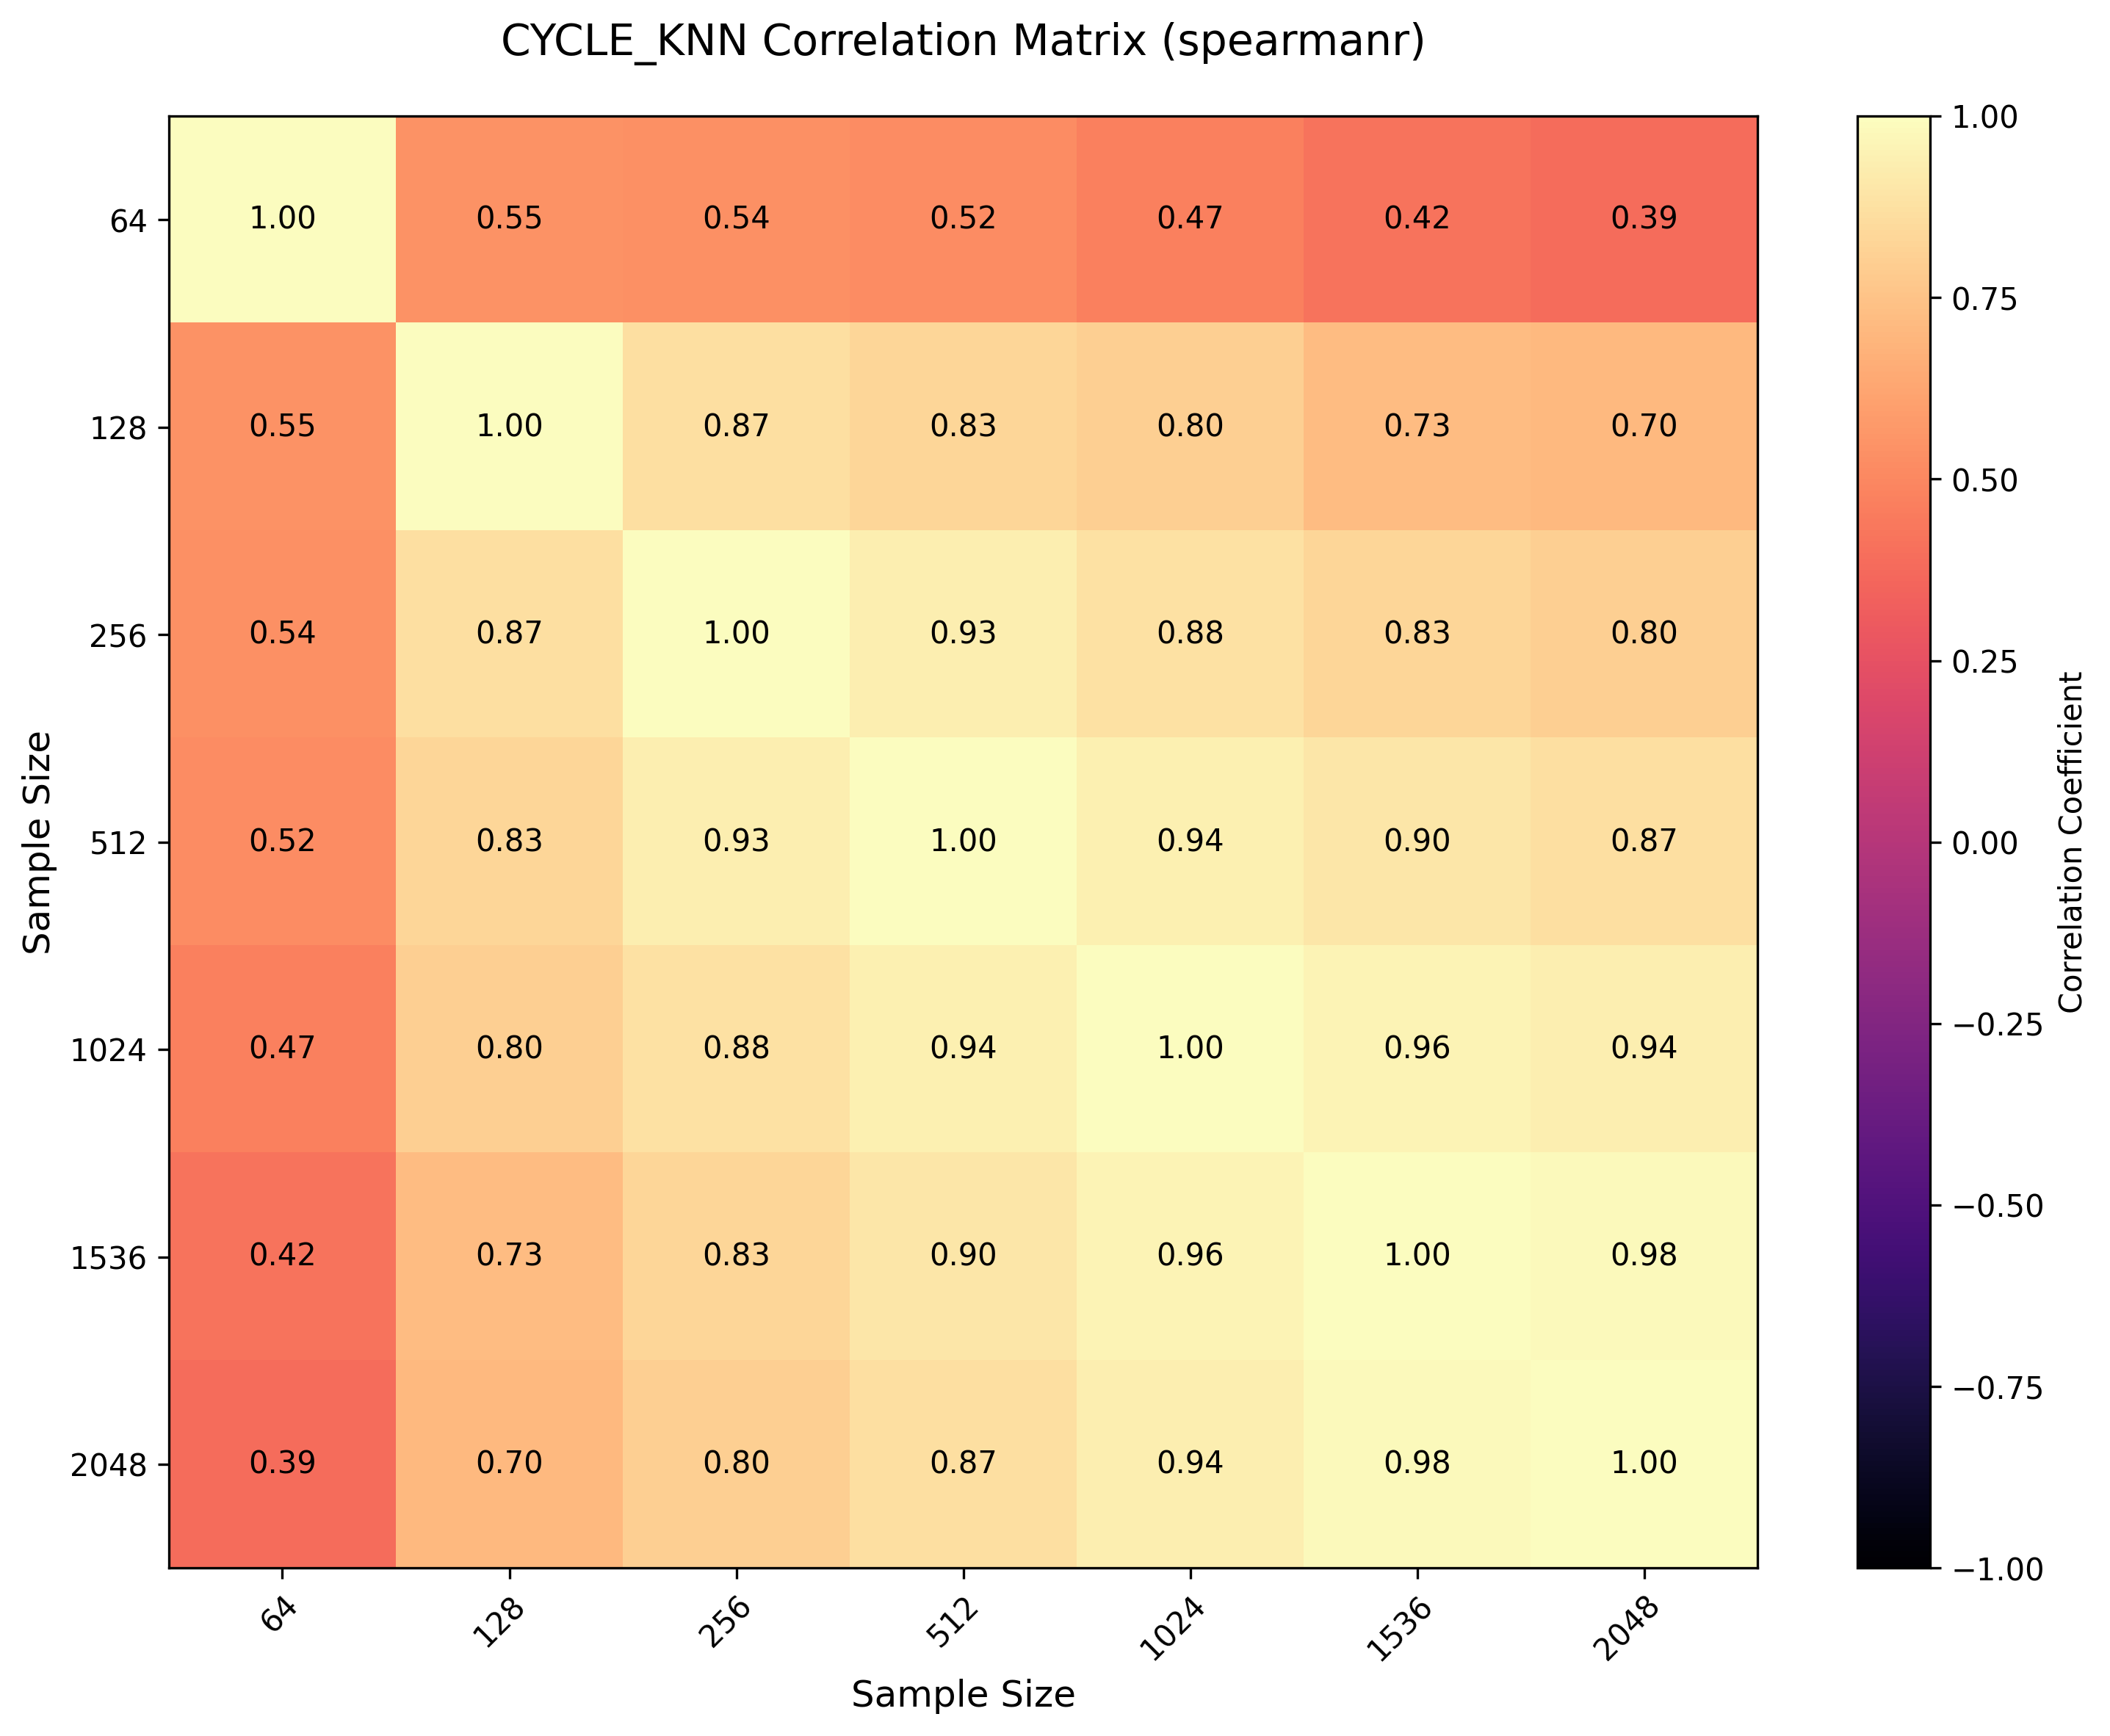 CYCLE_KNN Correlation Matrix (spearmanr)
1.00
64 1.00 0.55 0.54 0.52 0.47 0.42 0.39
0.75
128 0.55 1.00 0.87 0.83 0.80 0.73 0.70
0.50
256 0.54 0.87 1.00 0.93 0.88 0.83 0.80
0.25
Sample Size
512 0.52 0.83 0.93 1.00 0.94 0.90 0.87
0.00
Correlation Coefficient
−0.25
1024 0.47 0.80 0.88 0.94 1.00 0.96 0.94
−0.50
1536 0.42 0.73 0.83 0.90 0.96 1.00 0.98
−0.75
2048 0.39 0.70 0.80 0.87 0.94 0.98 1.00
−1.00
64 128 256 512 1024 1536 2048
Sample Size